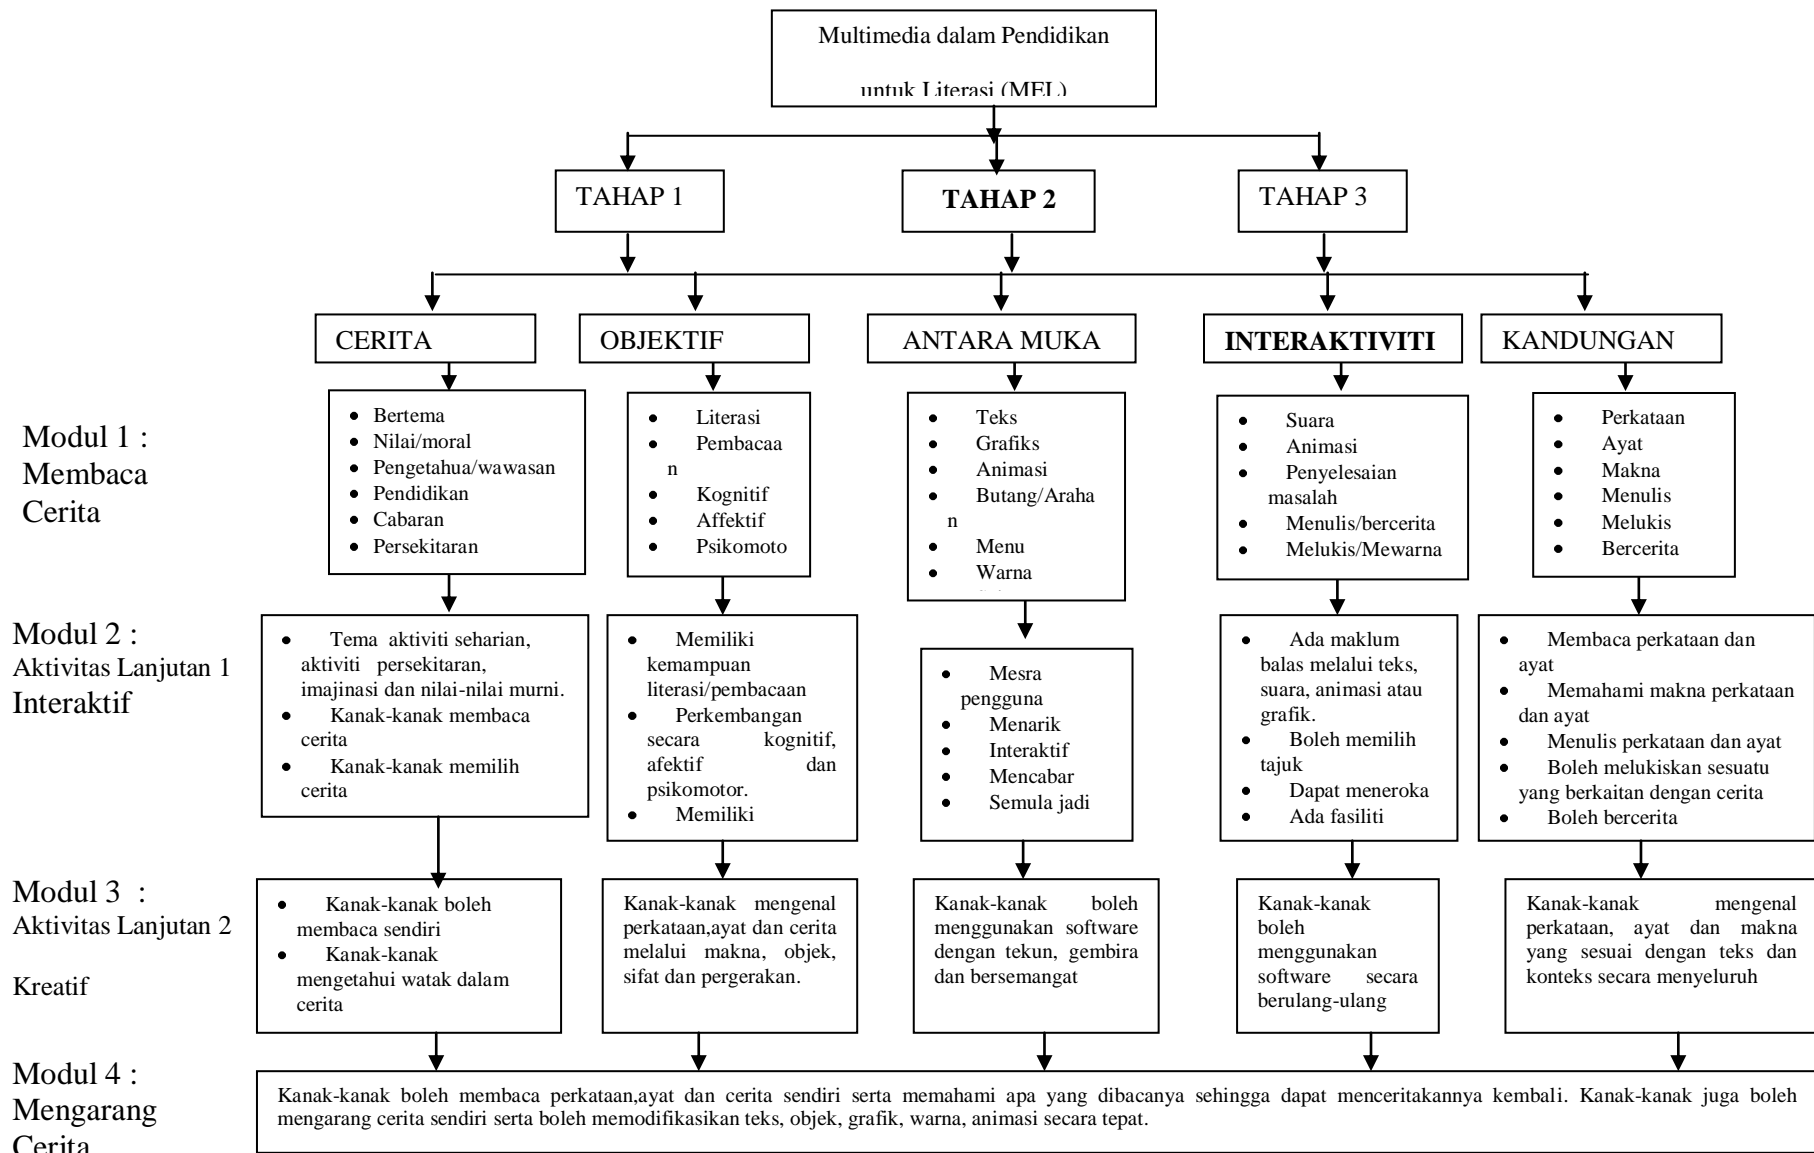 Multimedia dalam Pendidikan
untuk Literasi (MEL)
TAHAP 1
TAHAP 2
TAHAP 3
CERITA
OBJEKTIF
ANTARA MUKA
INTERAKTIVITI
KANDUNGAN
Modul 1 :
Membaca
Cerita
• Bertema
• Nilai/moral
• Pengetahua/wawasan
• Pendidikan
• Cabaran
• Persekitaran
• Literasi
• Pembacaa
n
• Kognitif
• Affektif
• Psikomoto
• Teks
• Grafiks
• Animasi
• Butang/Araha
n
• Menu
• Warna
• Suara
• Animasi
• Penyelesaian
masalah
• Menulis/bercerita
• Melukis/Mewarna
• Perkataan
• Ayat
• Makna
• Menulis
• Melukis
• Bercerita
Modul 2 :
Aktivitas Lanjutan 1
Interaktif
• Tema aktiviti seharian,
aktiviti persekitaran,
imajinasi dan nilai-nilai murni.
• Kanak-kanak membaca
cerita
• Kanak-kanak memilih
cerita
• Memiliki
kemampuan
literasi/pembacaan
• Perkembangan
secara kognitif,
afektif dan
psikomotor.
• Memiliki
• Mesra
pengguna
• Menarik
• Interaktif
• Mencabar
• Semula jadi
• Ada maklum
balas melalui teks,
suara, animasi atau
grafik.
• Boleh memilih
tajuk
• Dapat meneroka
• Ada fasiliti
• Membaca perkataan dan
ayat
• Memahami makna perkataan
dan ayat
• Menulis perkataan dan ayat
• Boleh melukiskan sesuatu
yang berkaitan dengan cerita
• Boleh bercerita
Modul 3 :
Aktivitas Lanjutan 2
Kreatif
• Kanak-kanak boleh
membaca sendiri
• Kanak-kanak
mengetahui watak dalam
cerita
Kanak-kanak mengenal
perkataan,ayat dan cerita
melalui makna, objek,
sifat dan pergerakan.
Kanak-kanak boleh
menggunakan software
dengan tekun, gembira
dan bersemangat
Kanak-kanak
boleh
menggunakan
software secara
berulang-ulang
Kanak-kanak mengenal
perkataan, ayat dan makna
yang sesuai dengan teks dan
konteks secara menyeluruh
Modul 4 :
Mengarang
Cerita
Kanak-kanak boleh membaca perkataan,ayat dan cerita sendiri serta memahami apa yang dibacanya sehingga dapat menceritakannya kembali. Kanak-kanak juga boleh
mengarang cerita sendiri serta boleh memodifikasikan teks, objek, grafik, warna, animasi secara tepat.